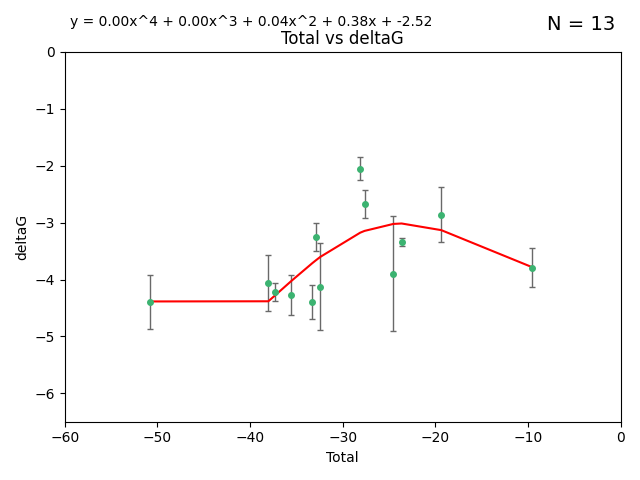 y = 0.00x^4 + 0.00x^3 + 0.04x^2 + 0.38x + -2.52
N = 13
Total vs deltaG
0
−1
−2
−3
−4
−5
−6
deltaG
−60 −50 −40 −30 −20 −10 0
Total